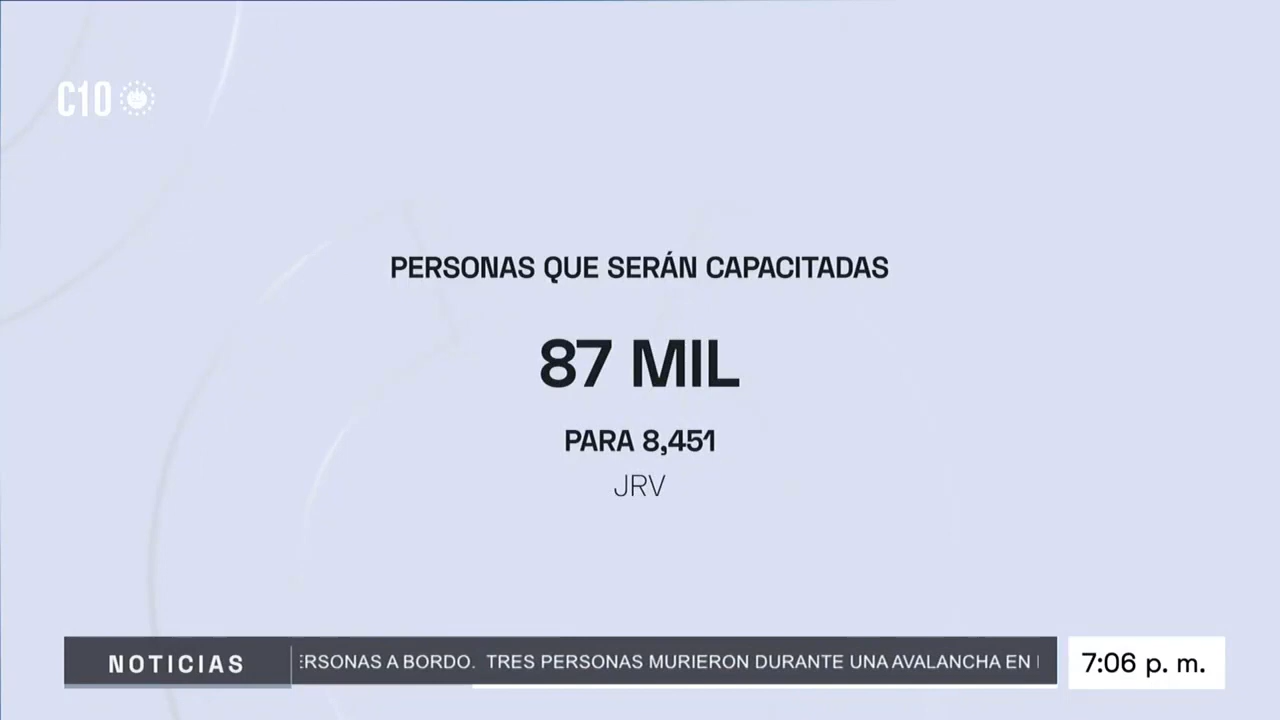 C10
PERSONAS QUE SERÁN CAPACITADAS
87 MIL
PARA 8,451
JRV
NOTICIAS
A BORDO. TRES PERSONAS MURIERON DURANTE UNA AVALANCHA EN
7:06 p. m.